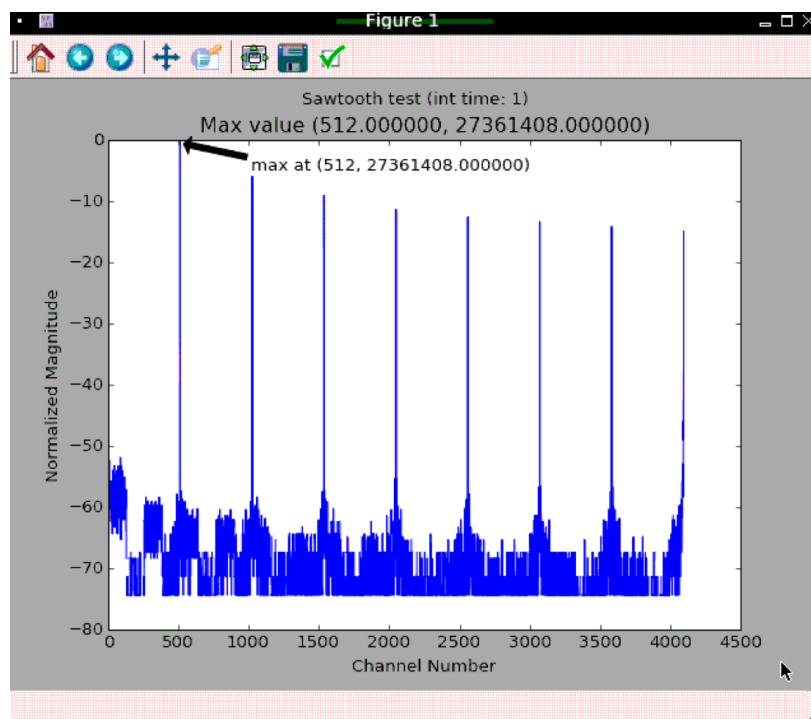 Figure 1
Sawtooth test (int time: 1)
Max value (512.000000, 27361408.000000)
max at (512, 27361408.000000)
0
−10
−20
−30
−40
−50
−60
−70
−80
Normalized Magnitude
0 500 1000 1500 2000 2500 3000 3500 4000 4500
Channel Number